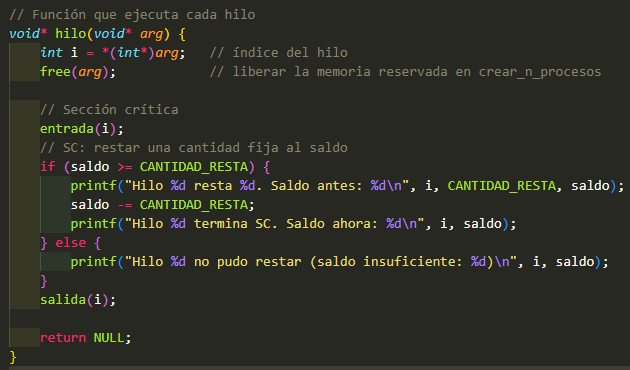 // Función que ejecuta cada hilo
void* hilo(void* arg) {
    int i = *(int*)arg;   // índice del hilo
    free(arg);            // liberar la memoria reservada en crear_n_procesos

    // Sección crítica
    entrada(i);
    // SC: restar una cantidad fija al saldo
    if (saldo >= CANTIDAD_RESTA) {
        printf("Hilo %d resta %d. Saldo antes: %d\n", i, CANTIDAD_RESTA, saldo);
        saldo -= CANTIDAD_RESTA;
        printf("Hilo %d termina SC. Saldo ahora: %d\n", i, saldo);
    } else {
        printf("Hilo %d no pudo restar (saldo insuficiente: %d)\n", i, saldo);
    }
    salida(i);

    return NULL;
}